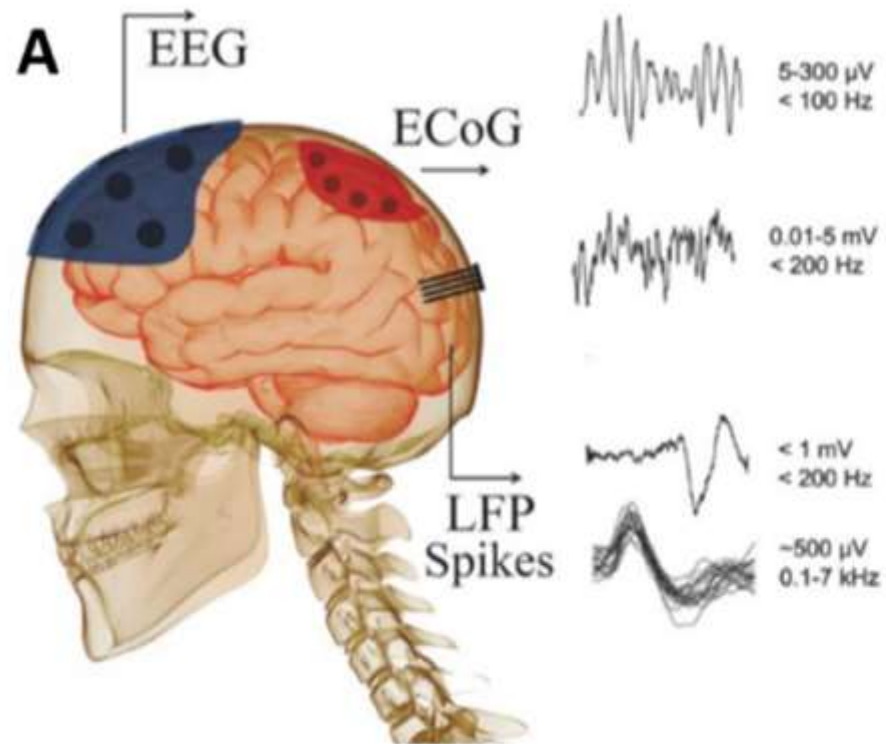 A
EEG
5-300 µV
< 100 Hz
ECoG
0.01-5 mV
< 200 Hz
< 1 mV
< 200 Hz
LFP
Spikes
~500 µV
0.1-7 kHz